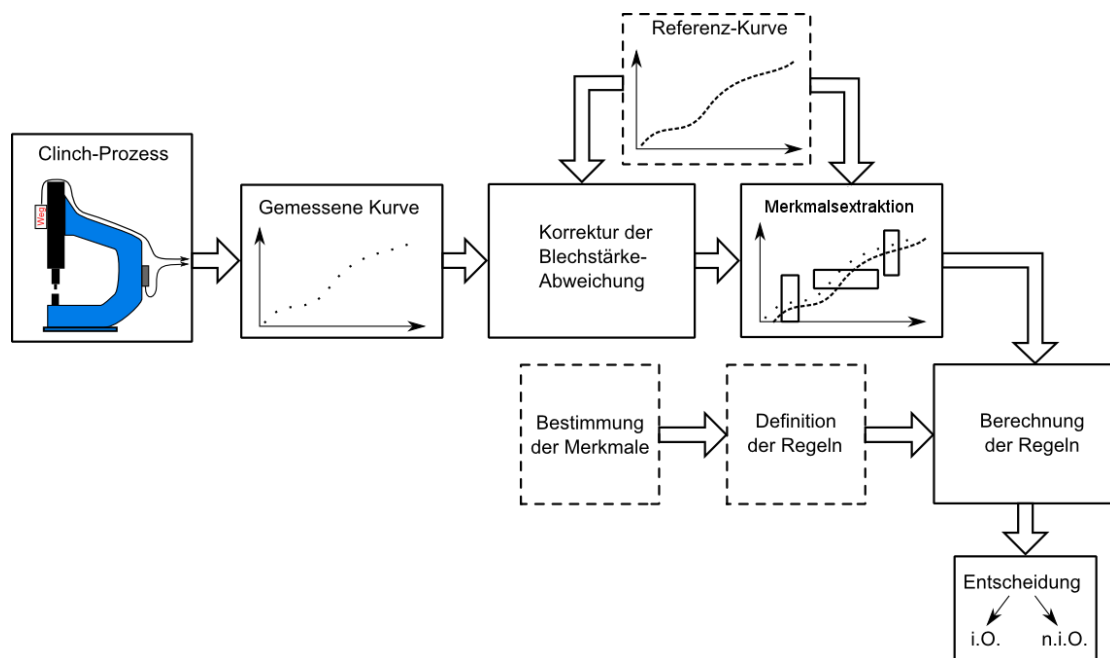 Referenz-Kurve
Clinch-Prozess
Weg
Gemessene Kurve
Korrektur der
Blechstärke-
Abweichung
Merkmalsextraktion
Bestimmung
der Merkmale
Definition
der Regeln
Berechnung
der Regeln
Entscheidung
i.O.
n.i.O.